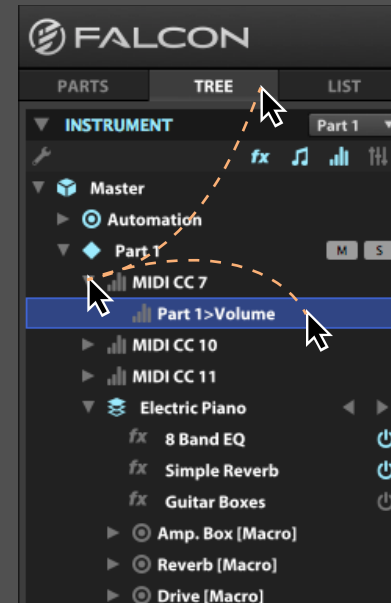 FALCON
PARTS TREE LIST
INSTRUMENT Part 1
fx
Master
Automation
Part 1 M S
MIDI CC 7
Part 1>Volume
MIDI CC 10
MIDI CC 11
Electric Piano
fx 8 Band EQ
fx Simple Reverb
fx Guitar Boxes
Amp. Box [Macro]
Reverb [Macro]
Drive [Macro]